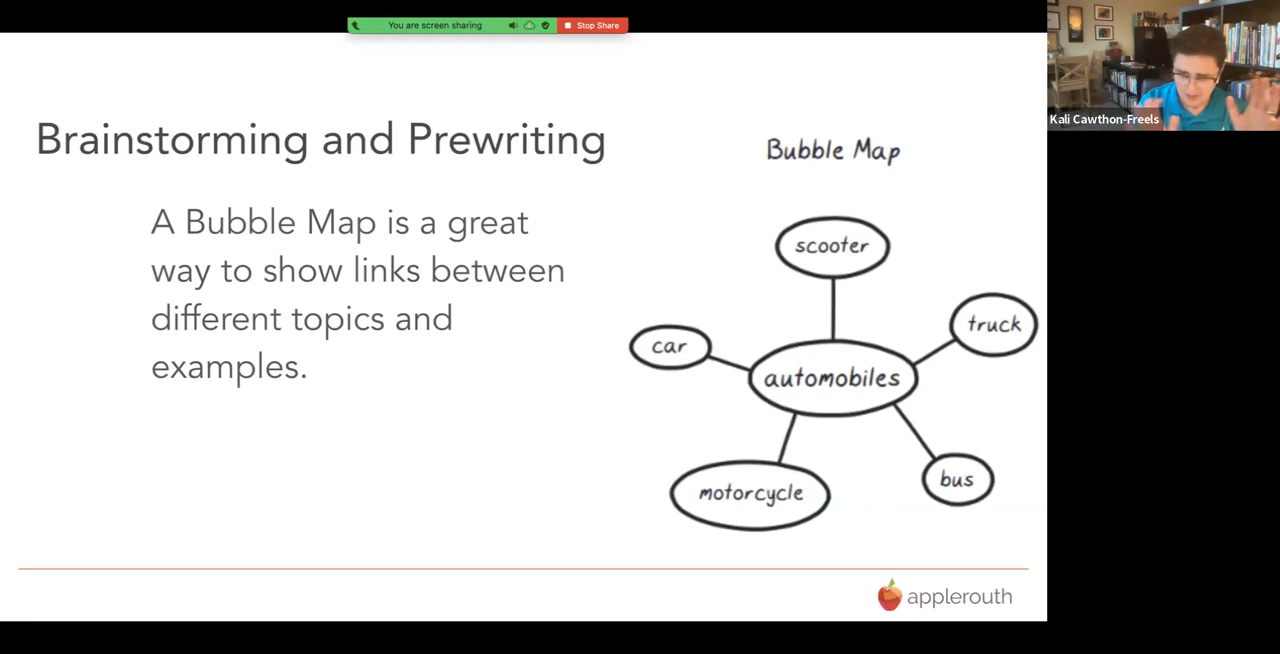 You are screen sharing
Stop Share
Kali Cawthon-Freels
Brainstorming and Prewriting
A Bubble Map is a great
way to show links between
different topics and
examples.
Bubble Map
scooter
truck
car
automobiles
motorcycle
bus
applerouth